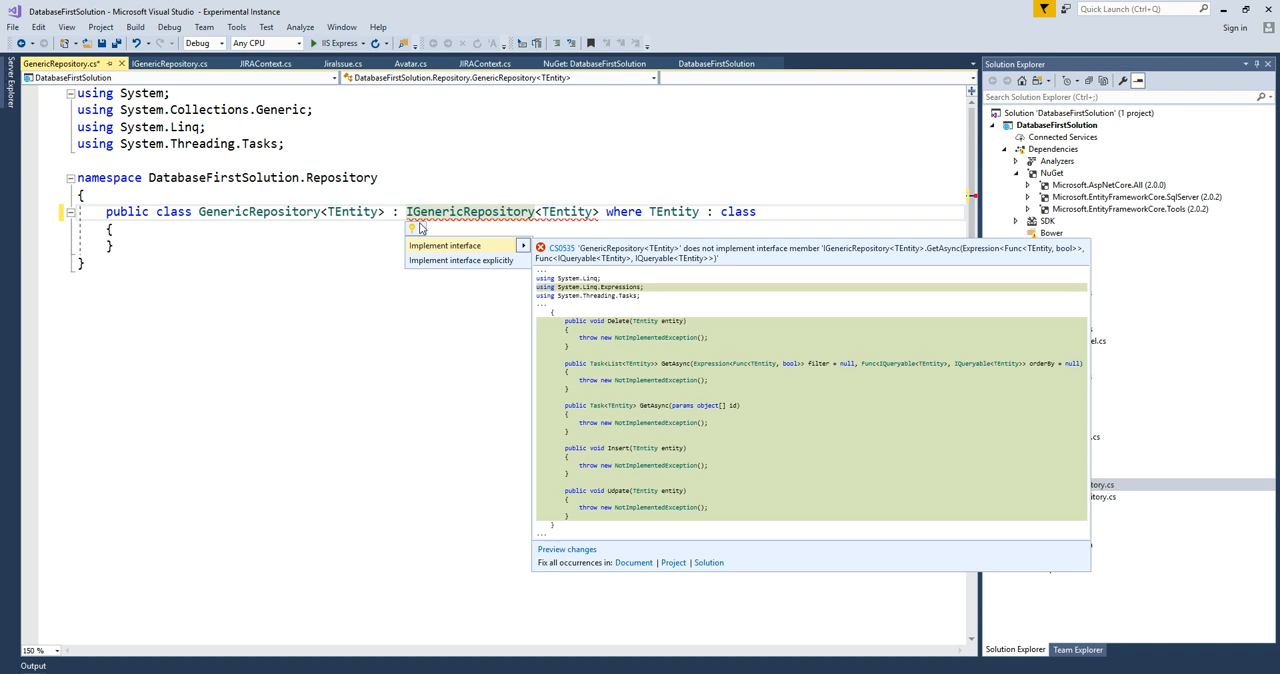 DatabaseFirstSolution - Microsoft Visual Studio - Experimental Instance
Quick Launch (Ctrl+Q)
File Edit View Project Build Debug Team Tools Test Analyze Window Help
Sign in
Debug Any CPU IIS Express
Server Explorer
GenericRepository.cs* IGenericRepository.cs JIRAContext.cs JiraIssue.cs Avatar.cs JIRAContext.cs NuGet: DatabaseFirstSolution DatabaseFirstSolution
DatabaseFirstSolution DatabaseFirstSolution.Repository.GenericRepository<TEntity>
using System;
using System.Collections.Generic;
using System.Linq;
using System.Threading.Tasks;
namespace DatabaseFirstSolution.Repository
{
public class GenericRepository<TEntity> : IGenericRepository<TEntity> where TEntity : class
{
}
}
Implement interface
Implement interface explicitly
CS0535 'GenericRepository<TEntity>' does not implement interface member 'IGenericRepository<TEntity>.GetAsync(Expression<Func<TEntity, bool>>,
Func<IQueryable<TEntity>, IQueryable<TEntity>>)'
...
using System.Linq;
using System.Linq.Expressions;
using System.Threading.Tasks;
...
{
public void Delete(TEntity entity)
{
throw new NotImplementedException();
}
public Task<List<TEntity>> GetAsync(Expression<Func<TEntity, bool>> filter = null, Func<IQueryable<TEntity>, IQueryable<TEntity>> orderBy = null)
{
throw new NotImplementedException();
}
public Task<TEntity> GetAsync(params object[] id)
{
throw new NotImplementedException();
}
public void Insert(TEntity entity)
{
throw new NotImplementedException();
}
public void Udpate(TEntity entity)
{
throw new NotImplementedException();
}
}
...
Preview changes
Fix all occurrences in: Document | Project | Solution
150 %
Output
Solution Explorer
Search Solution Explorer (Ctrl+;)
Solution 'DatabaseFirstSolution' (1 project)
DatabaseFirstSolution
Connected Services
Dependencies
Analyzers
NuGet
Microsoft.AspNetCore.All (2.0.0)
Microsoft.EntityFrameworkCore.SqlServer (2.0.2)
Microsoft.EntityFrameworkCore.Tools (2.0.2)
SDK
Bower
el.cs
.cs
tory.cs
itory.cs
Solution Explorer Team Explorer